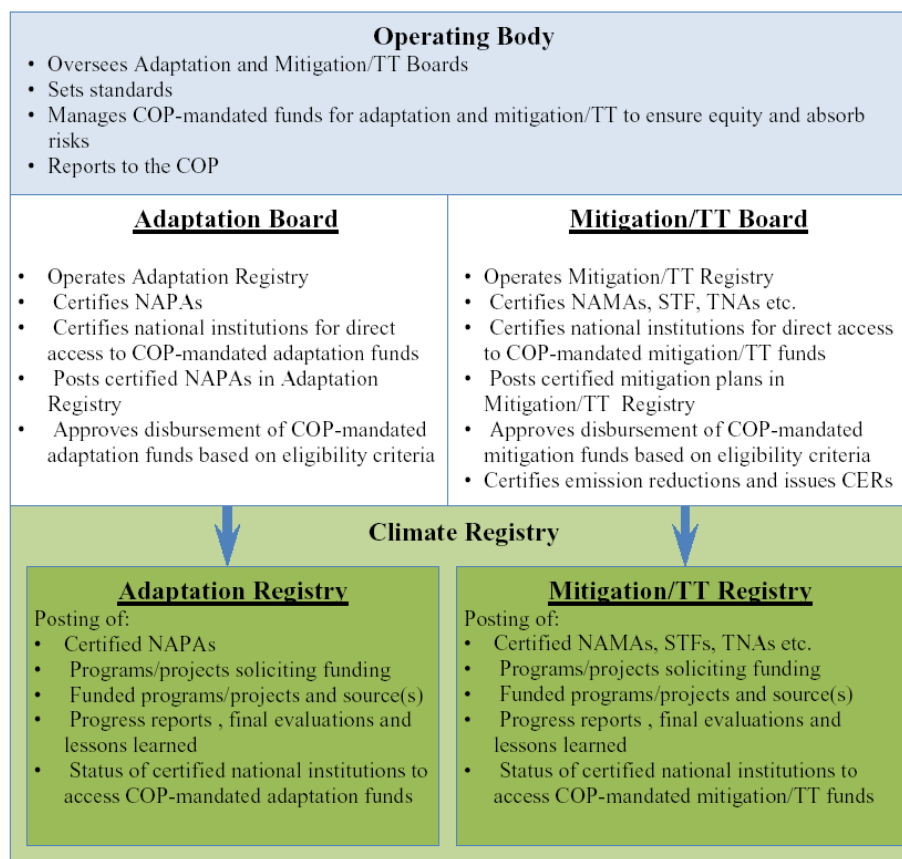 Operating Body
• Oversees Adaptation and Mitigation/TT Boards
• Sets standards
• Manages COP-mandated funds for adaptation and mitigation/TT to ensure equity and absorb
risks
• Reports to the COP
Adaptation Board
• Operates Adaptation Registry
• Certifies NAPAs
• Certifies national institutions for direct
access to COP-mandated adaptation funds
• Posts certified NAPAs in Adaptation
Registry
• Approves disbursement of COP-mandated
adaptation funds based on eligibility criteria
Mitigation/TT Board
• Operates Mitigation/TT Registry
• Certifies NAMAs, STF, TNAs etc.
• Certifies national institutions for direct access
to COP-mandated mitigation/TT funds
• Posts certified mitigation plans in
Mitigation/TT Registry
• Approves disbursement of COP-mandated
mitigation funds based on eligibility criteria
• Certifies emission reductions and issues CERs
Climate Registry
Adaptation Registry
Posting of:
• Certified NAPAs
• Programs/projects soliciting funding
• Funded programs/projects and source(s)
• Progress reports , final evaluations and
lessons learned
• Status of certified national institutions to
access COP-mandated adaptation funds
Mitigation/TT Registry
Posting of:
• Certified NAMAs, STFs, TNAs etc.
• Programs/projects soliciting funding
• Funded programs/projects and source(s)
• Progress reports , final evaluations and
lessons learned
• Status of certified national institutions to
access COP-mandated mitigation/TT funds